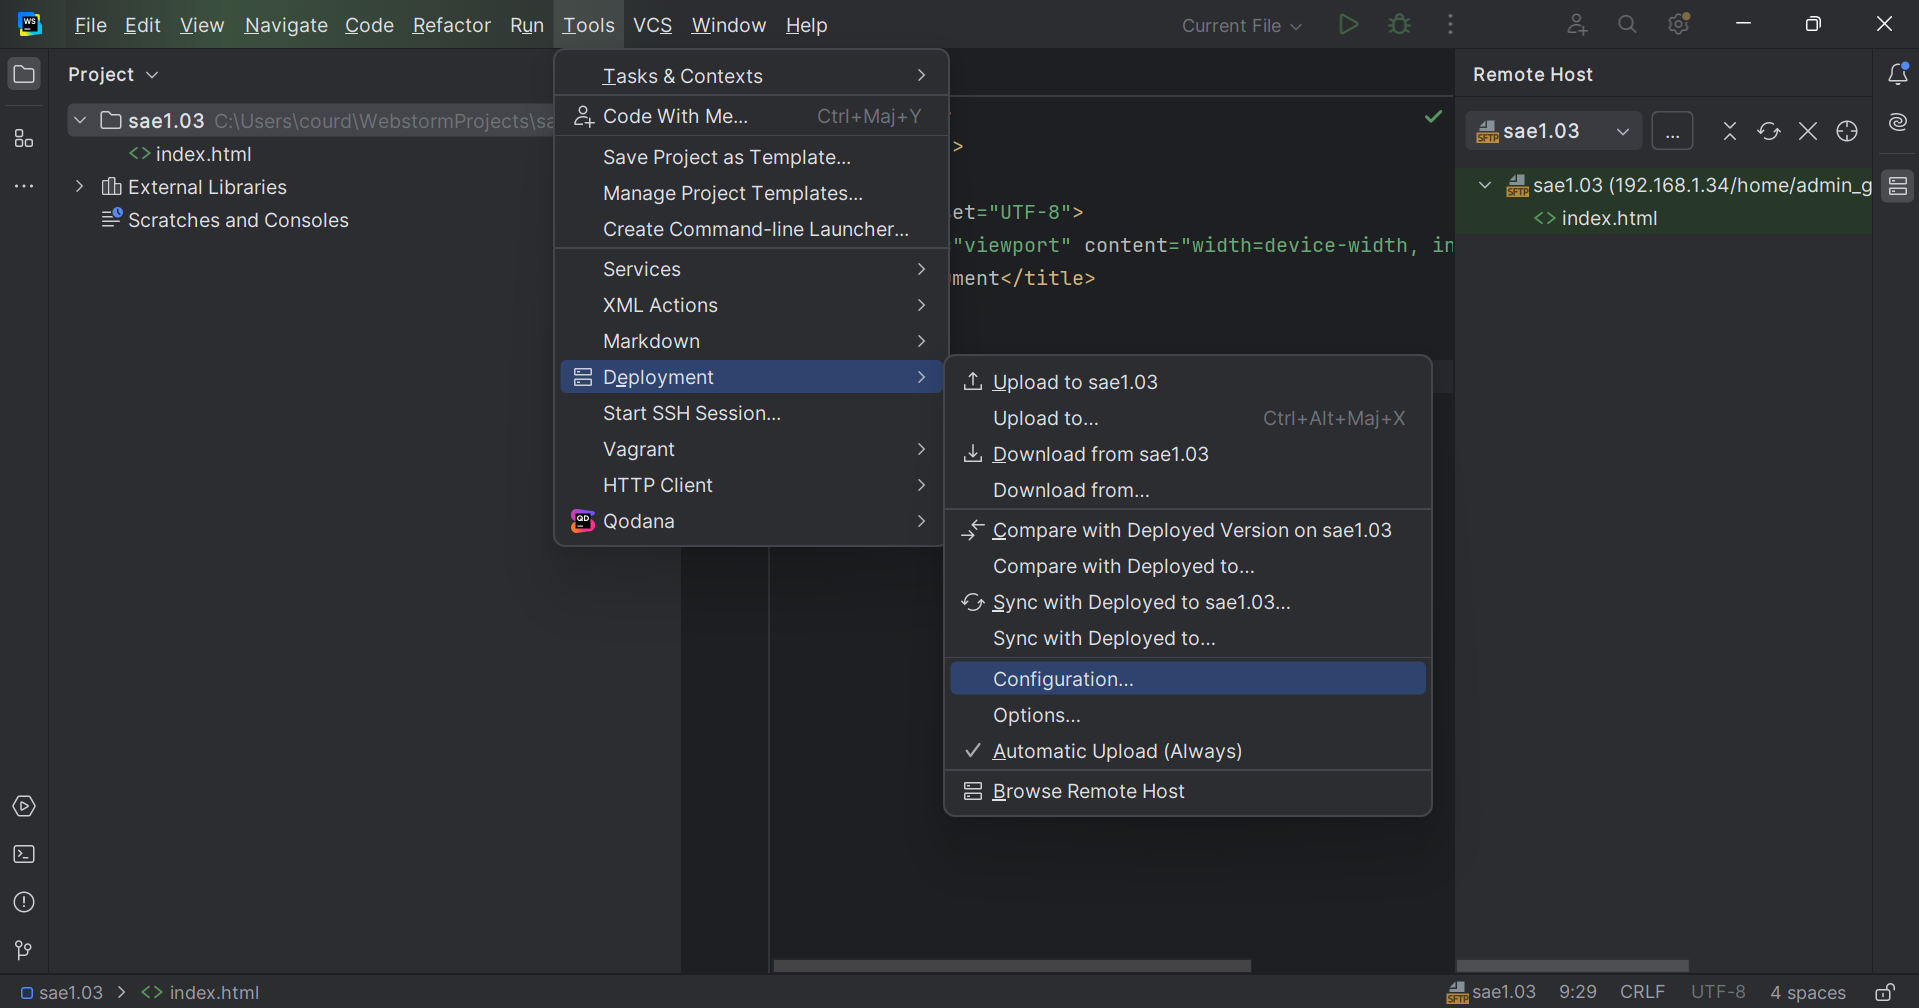 WS
File Edit View Navigate Code Refactor Run Tools VCS Window Help
Current File
Project
sae1.03 C:\Users\courd\WebstormProjects\sa
index.html
External Libraries
Scratches and Consoles
Tasks & Contexts
Code With Me... Ctrl+Maj+Y
Save Project as Template...
Manage Project Templates...
Create Command-line Launcher...
Services
XML Actions
Markdown
Deployment
Start SSH Session...
Vagrant
HTTP Client
QD Qodana
>
et="UTF-8">
"viewport" content="width=device-width, in
ment</title>
Upload to sae1.03
Upload to... Ctrl+Alt+Maj+X
Download from sae1.03
Download from...
Compare with Deployed Version on sae1.03
Compare with Deployed to...
Sync with Deployed to sae1.03...
Sync with Deployed to...
Configuration...
Options...
Automatic Upload (Always)
Browse Remote Host
Remote Host
SFTP sae1.03 ...
SFTP sae1.03 (192.168.1.34/home/admin_g
index.html
sae1.03 > index.html
SFTP sae1.03 9:29 CRLF UTF-8 4 spaces